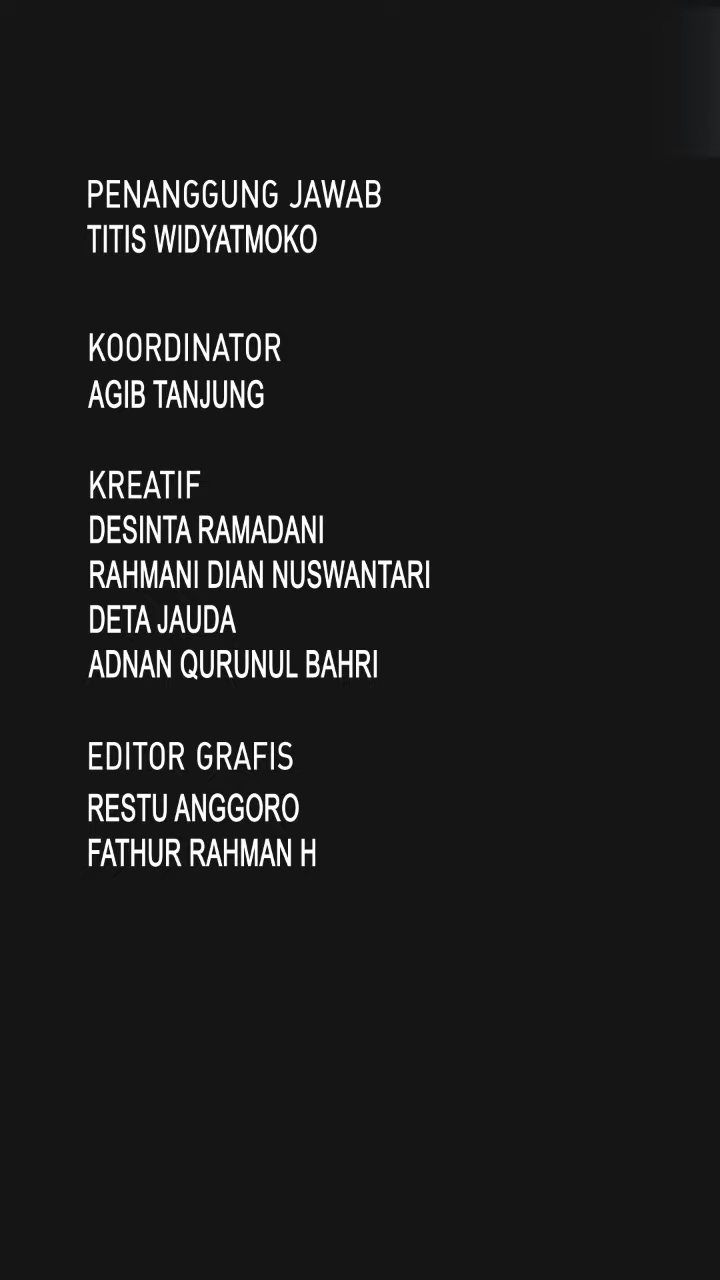 PENANGGUNG JAWAB
TITIS WIDYATMOKO
KOORDINATOR
AGIB TANJUNG
KREATIF
DESINTA RAMADANI
RAHMANI DIAN NUSWANTARI
DETA JAUDA
ADNAN QURUNUL BAHRI
EDITOR GRAFIS
RESTU ANGGORO
FATHUR RAHMAN H